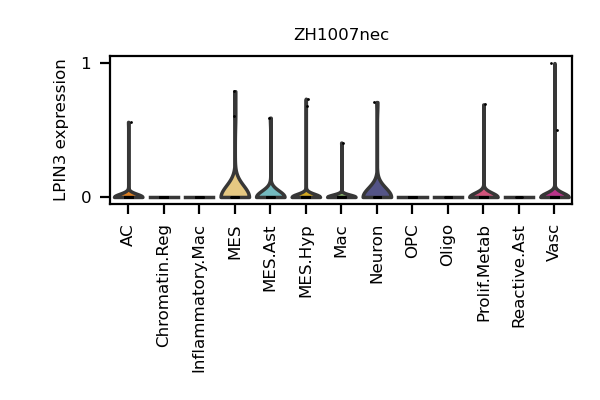 ZH1007nec
LPIN3 expression
1
0
AC
Chromatin.Reg
Inflammatory.Mac
MES
MES.Ast
MES.Hyp
Mac
Neuron
OPC
Oligo
Prolif.Metab
Reactive.Ast
Vasc